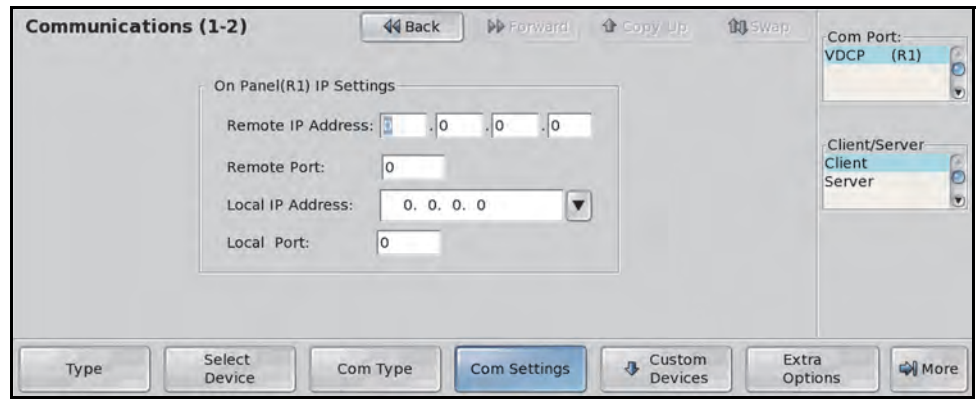 Communications (1-2)
Back
Forward
Copy Up
Swap
Com Port:
VDCP (R1)
On Panel(R1) IP Settings
Remote IP Address: . 0 . 0 . 0
Remote Port: 0
Local IP Address: 0. 0. 0. 0
Local Port: 0
Client/Server
Client
Server
Type
Select
Device
Com Type
Com Settings
Custom
Devices
Extra
Options
More